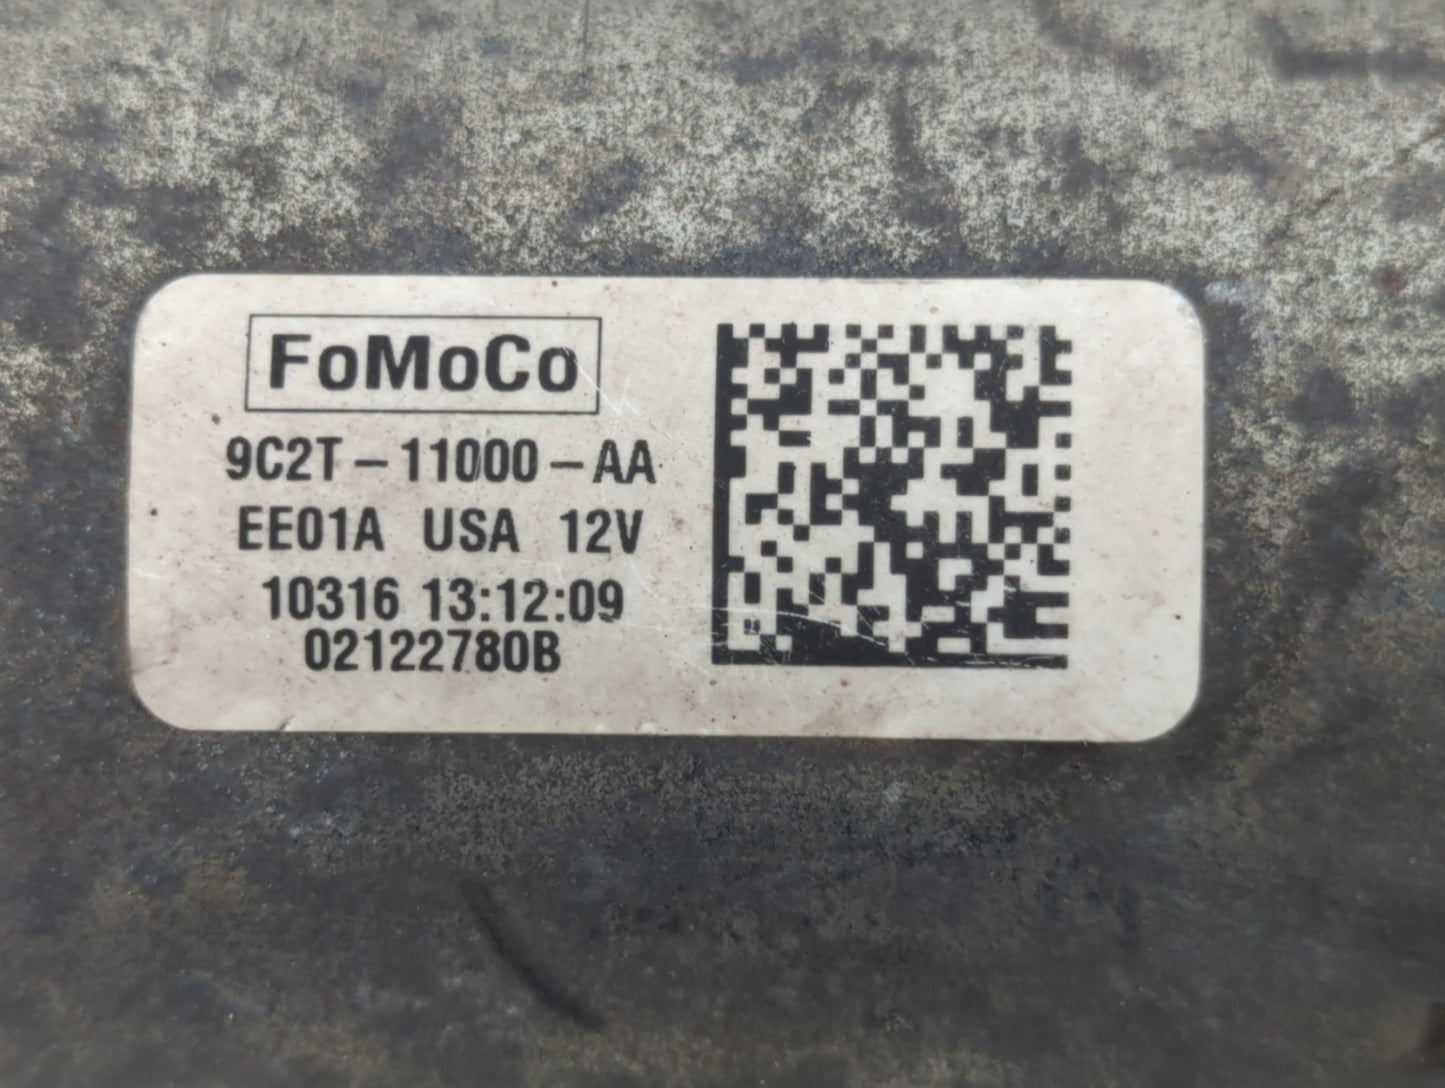 FoMoCo
9C2T-11000-AA
EE01A USA 12V
10316 13:12:09
02122780B